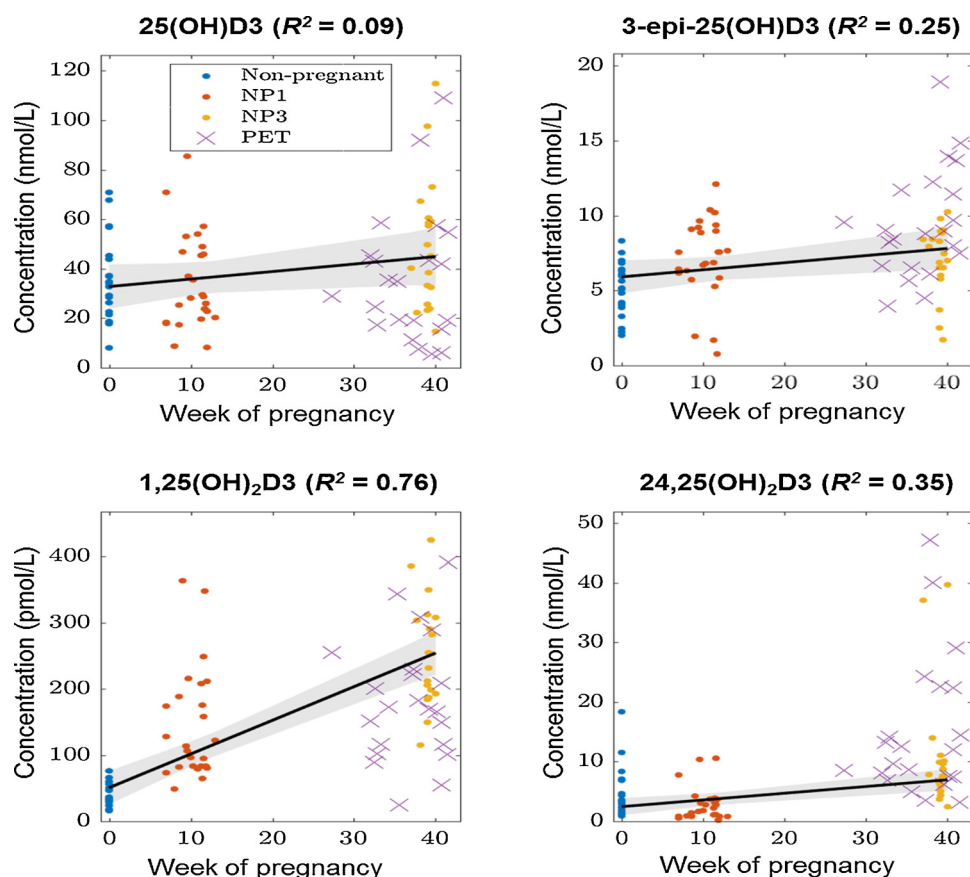 25(OH)D3 (R² = 0.09)
Concentration (nmol/L)
120
100
80
60
40
20
0
Non-pregnant
NP1
NP3
PET
0 10 20 30 40
Week of pregnancy
3-epi-25(OH)D3 (R² = 0.25)
Concentration (nmol/L)
20
15
10
5
0
0 10 20 30 40
Week of pregnancy
1,25(OH)₂D3 (R² = 0.76)
Concentration (pmol/L)
400
300
200
100
0
0 10 20 30 40
Week of pregnancy
24,25(OH)₂D3 (R² = 0.35)
Concentration (nmol/L)
50
40
30
20
10
0
0 10 20 30 40
Week of pregnancy